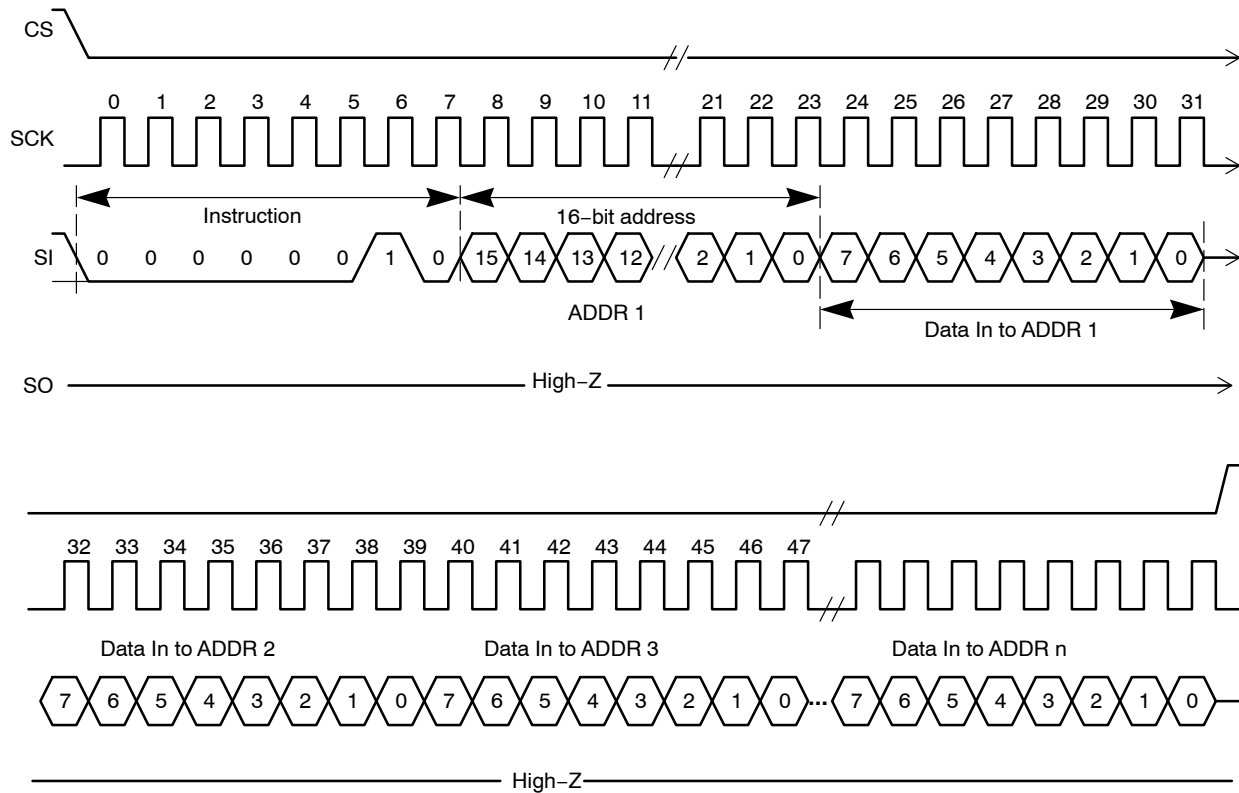 CS
0 1 2 3 4 5 6 7 8 9 10 11 21 22 23 24 25 26 27 28 29 30 31
SCK
Instruction 16−bit address
SI 0 0 0 0 0 0 1 0 15 14 13 12 2 1 0 7 6 5 4 3 2 1 0
ADDR 1
Data In to ADDR 1
SO High−Z
32 33 34 35 36 37 38 39 40 41 42 43 44 45 46 47
Data In to ADDR 2 Data In to ADDR 3 Data In to ADDR n
7 6 5 4 3 2 1 0 7 6 5 4 3 2 1 0 ... 7 6 5 4 3 2 1 0
High−Z